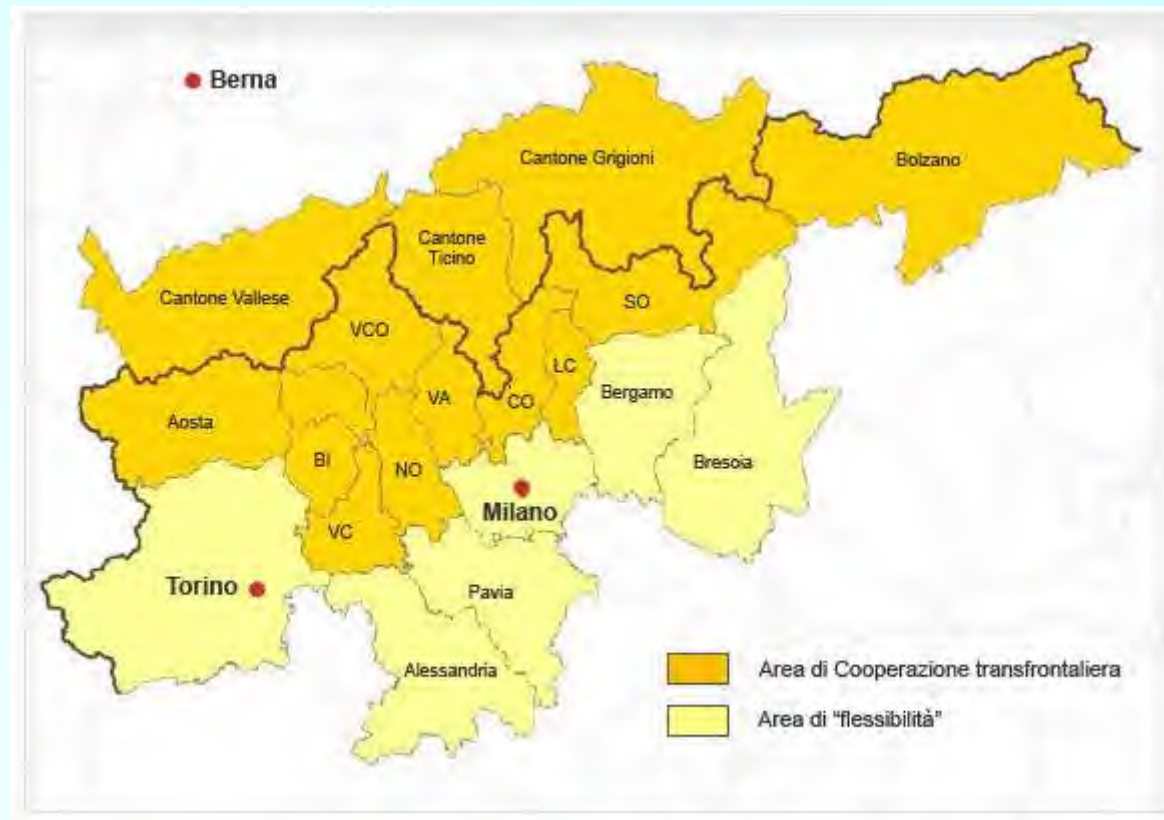 Berna
Cantone Grigioni
Bolzano
Cantone
Ticino
Cantone Vallese
SO
VCO
LC
VA
Bergamo
CO
Aosta
BI
NO
Bresoia
Milano
VC
Torino
Pavia
Alessandria
Area di Cooperazione transfrontaliera
Area di "flessibilità"